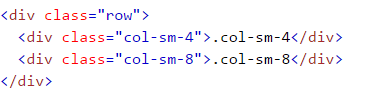 <div class="row">
  <div class="col-sm-4">.col-sm-4</div>
  <div class="col-sm-8">.col-sm-8</div>
</div>